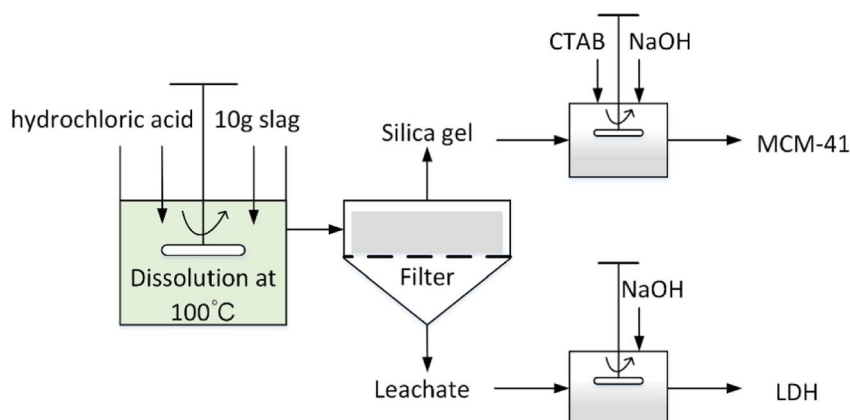 CTAB NaOH
hydrochloric acid 10g slag
Silica gel
MCM-41
Dissolution at
100°C
Filter
NaOH
Leachate
LDH